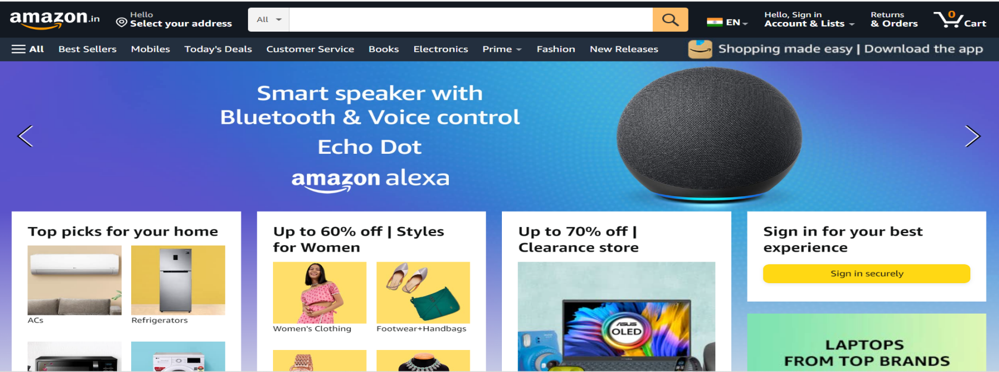 amazon.in
Hello
Select your address
All
EN
Hello, Sign in
Account & Lists
Returns
& Orders
0
Cart
All
Best Sellers
Mobiles
Today's Deals
Customer Service
Books
Electronics
Prime
Fashion
New Releases
Shopping made easy | Download the app
Smart speaker with
Bluetooth & Voice control
Echo Dot
amazon alexa
Top picks for your home
ACs
Refrigerators
Up to 60% off | Styles
for Women
Women's Clothing
Footwear+Handbags
Up to 70% off |
Clearance store
ASUS
OLED
Sign in for your best
experience
Sign in securely
LAPTOPS
FROM TOP BRANDS